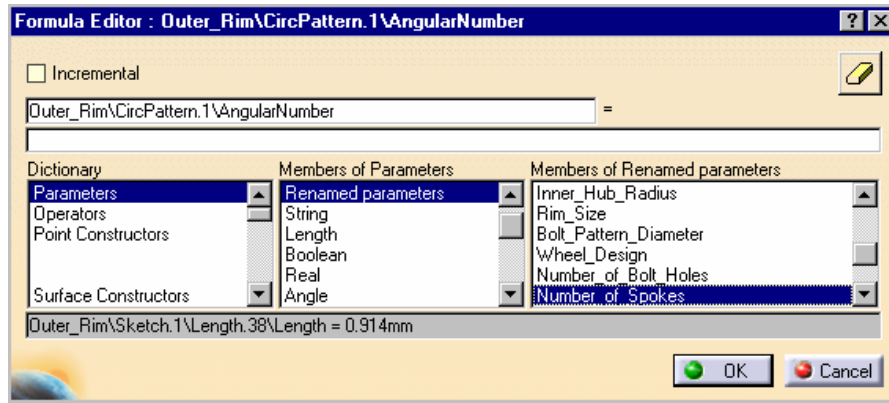 Formula Editor : Outer_Rim\CircPattern.1\AngularNumber
Incremental
Outer_Rim\CircPattern.1\AngularNumber =
Dictionary Members of Parameters Members of Renamed parameters
Parameters Renamed parameters Inner_Hub_Radius
Operators String Rim_Size
Point Constructors Length Bolt_Pattern_Diameter
Boolean Wheel_Design
Real Number_of_Bolt_Holes
Surface Constructors Angle Number_of_Spokes
Outer_Rim\Sketch.1\Length.38\Length = 0.914mm
OK Cancel